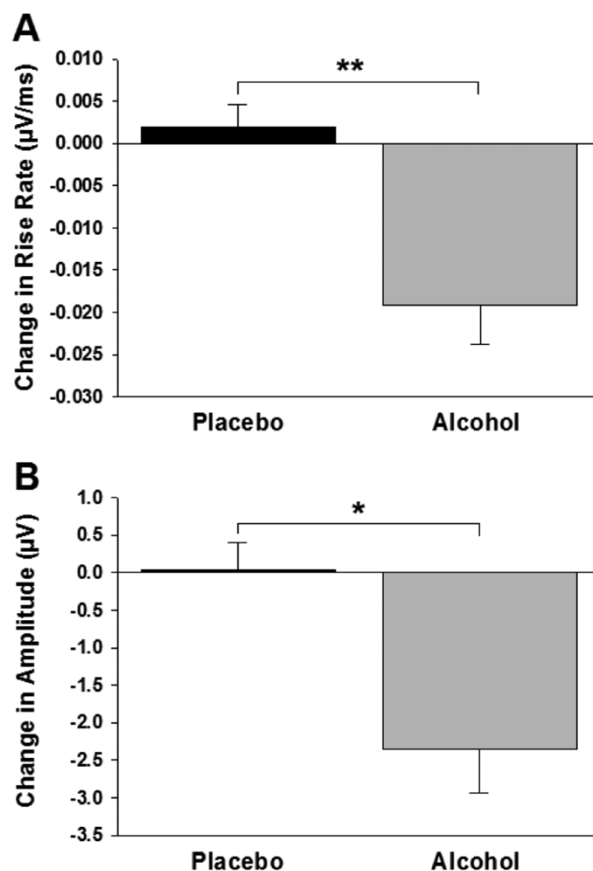 A
Change in Rise Rate (µV/ms)
0.010
0.005
0.000
-0.005
-0.010
-0.015
-0.020
-0.025
-0.030
**
Placebo
Alcohol
B
Change in Amplitude (µV)
1.0
0.5
0.0
-0.5
-1.0
-1.5
-2.0
-2.5
-3.0
-3.5
*
Placebo
Alcohol